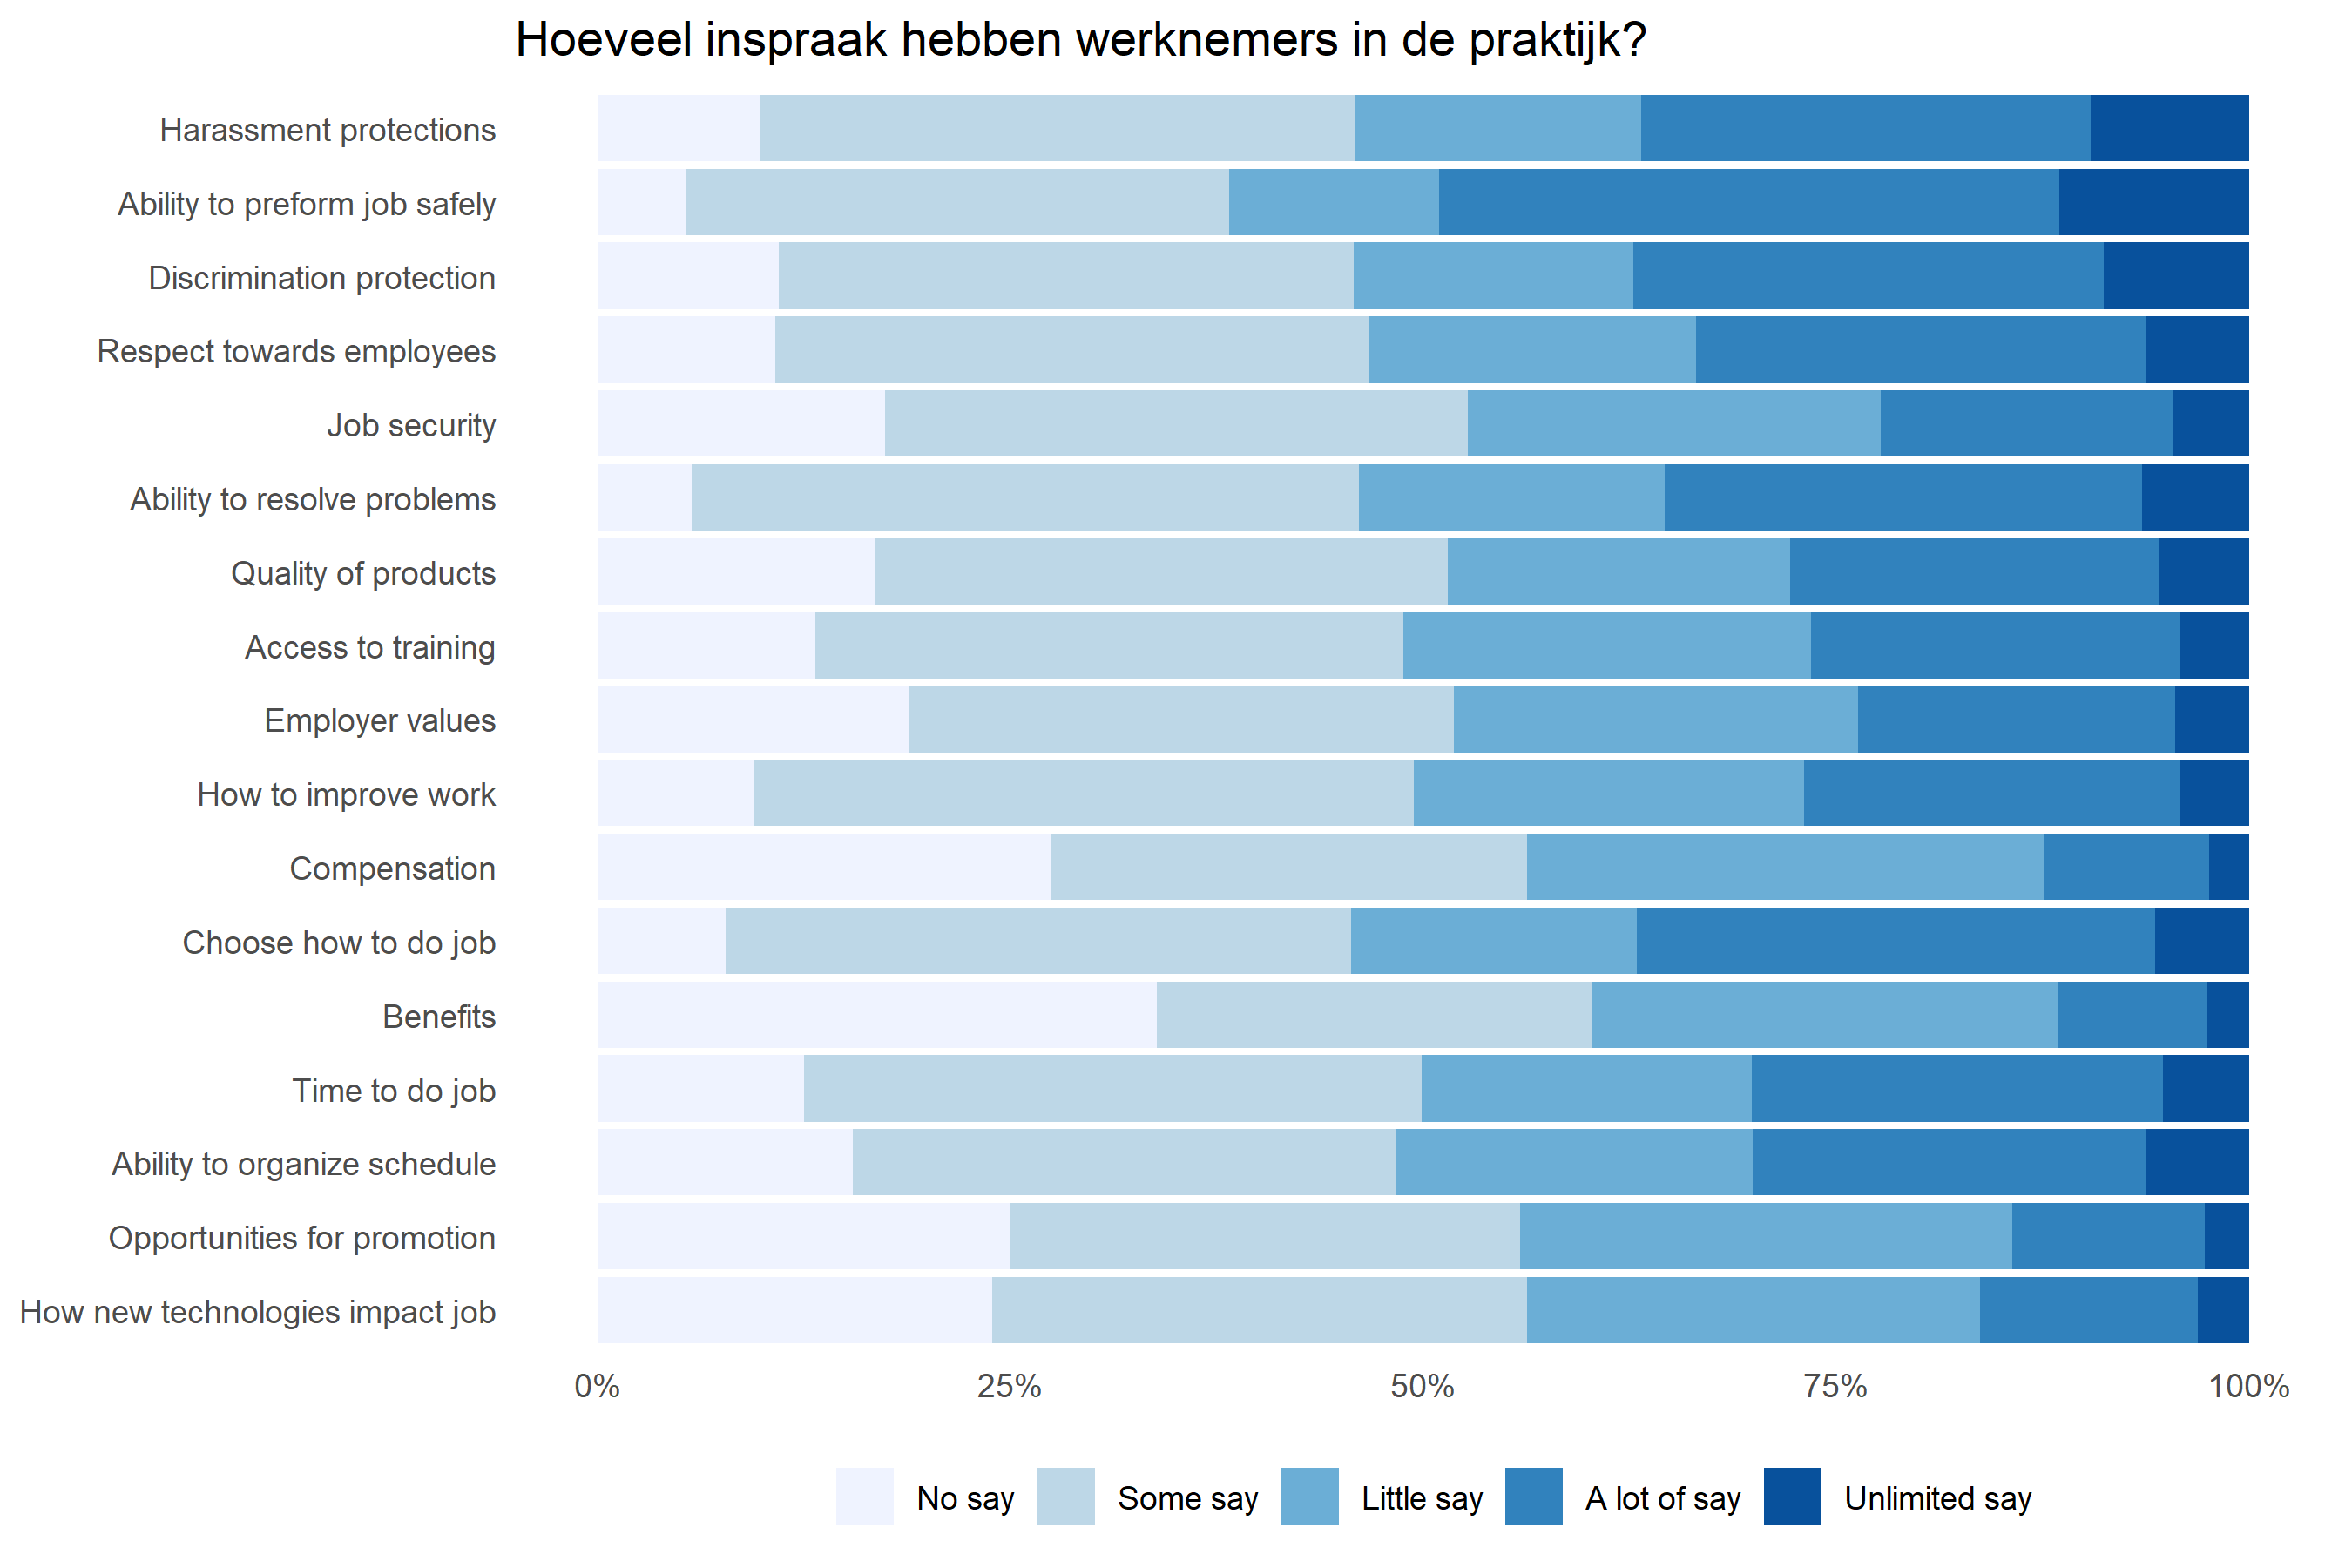 Hoeveel inspraak hebben werknemers in de praktijk?
Harassment protections
Ability to preform job safely
Discrimination protection
Respect towards employees
Job security
Ability to resolve problems
Quality of products
Access to training
Employer values
How to improve work
Compensation
Choose how to do job
Benefits
Time to do job
Ability to organize schedule
Opportunities for promotion
How new technologies impact job
0% 25% 50% 75% 100%
No say Some say Little say A lot of say Unlimited say